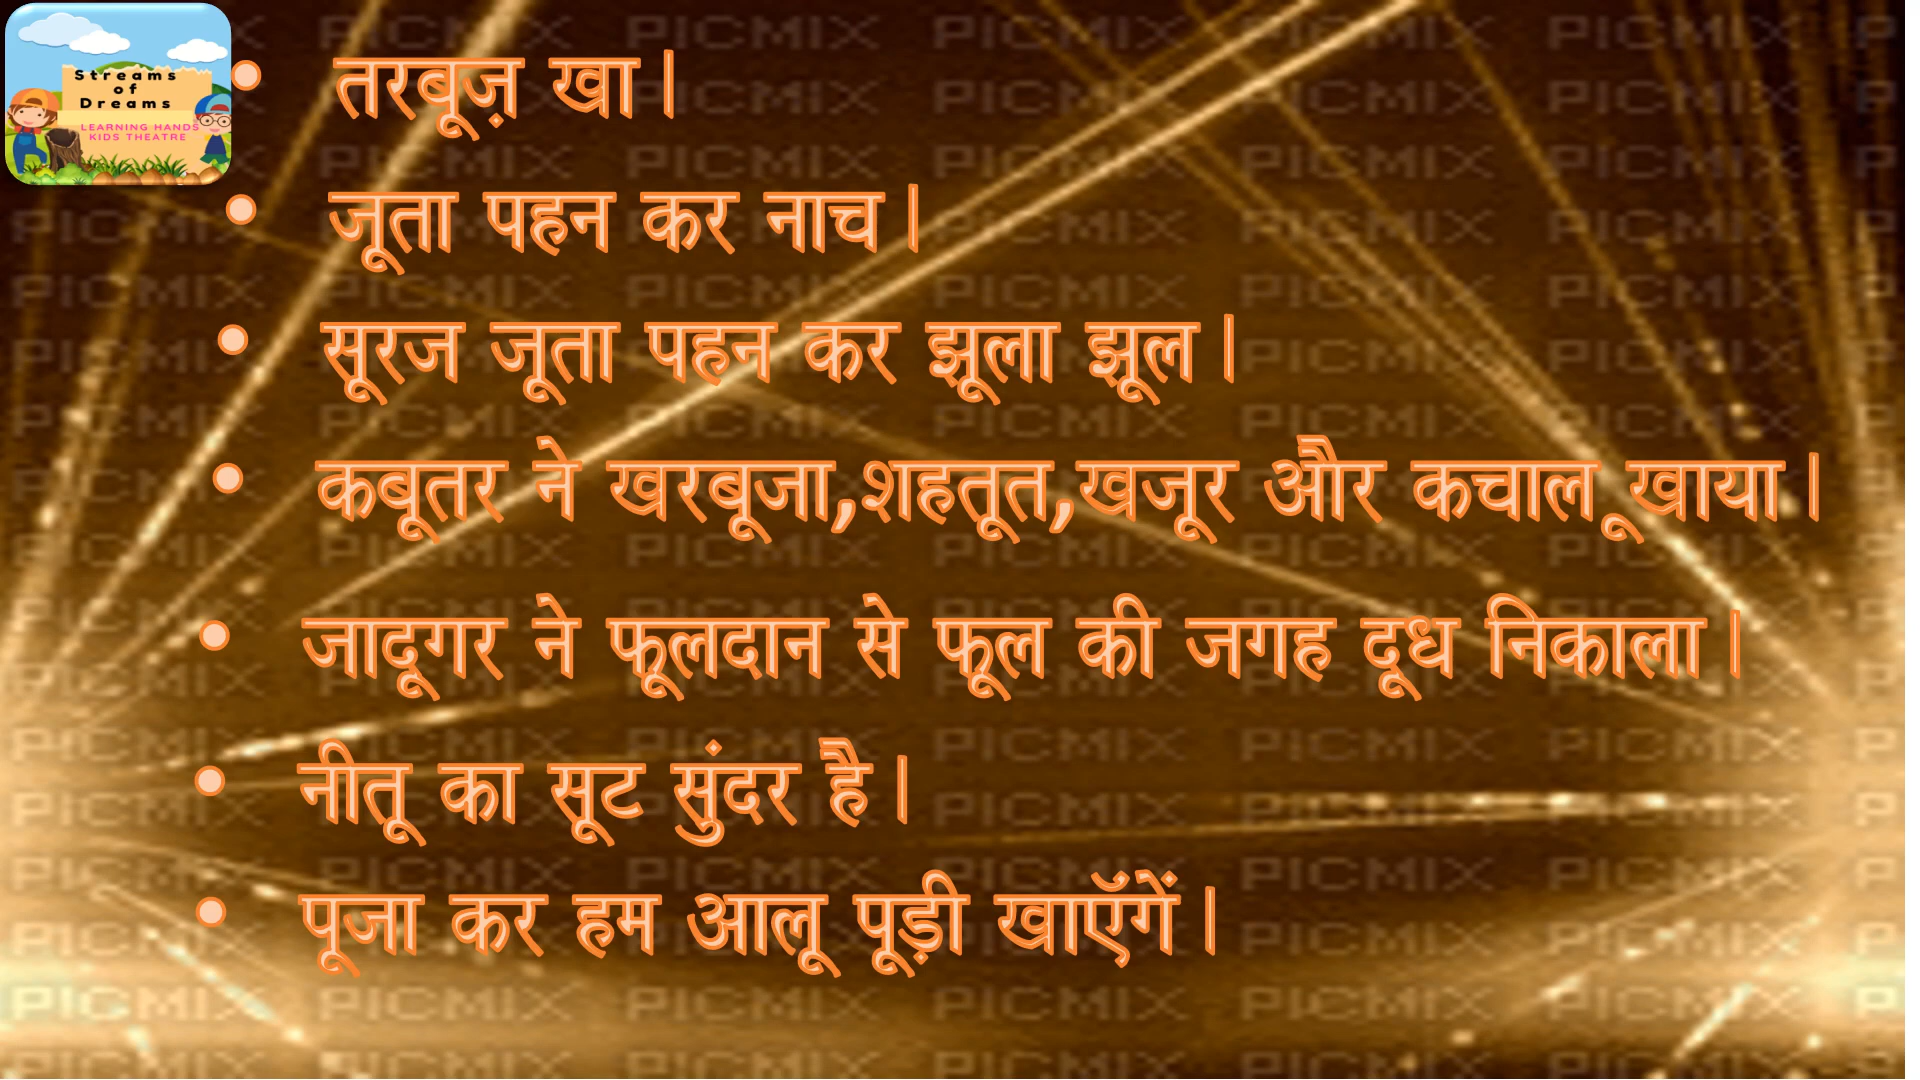 Streams
of
Dreams
LEARNING HANDS
KIDS THEATRE
• तरबूज़ खा।
• जूता पहन कर नाच।
• सूरज जूता पहन कर झूला झूल।
• कबूतर ने खरबूजा,शहतूत,खजूर और कचालू खाया।
• जादूगर ने फूलदान से फूल की जगह दूध निकाला।
• नीतू का सूट सुंदर है।
• पूजा कर हम आलू पूड़ी खाएॅगें।
PICMIX